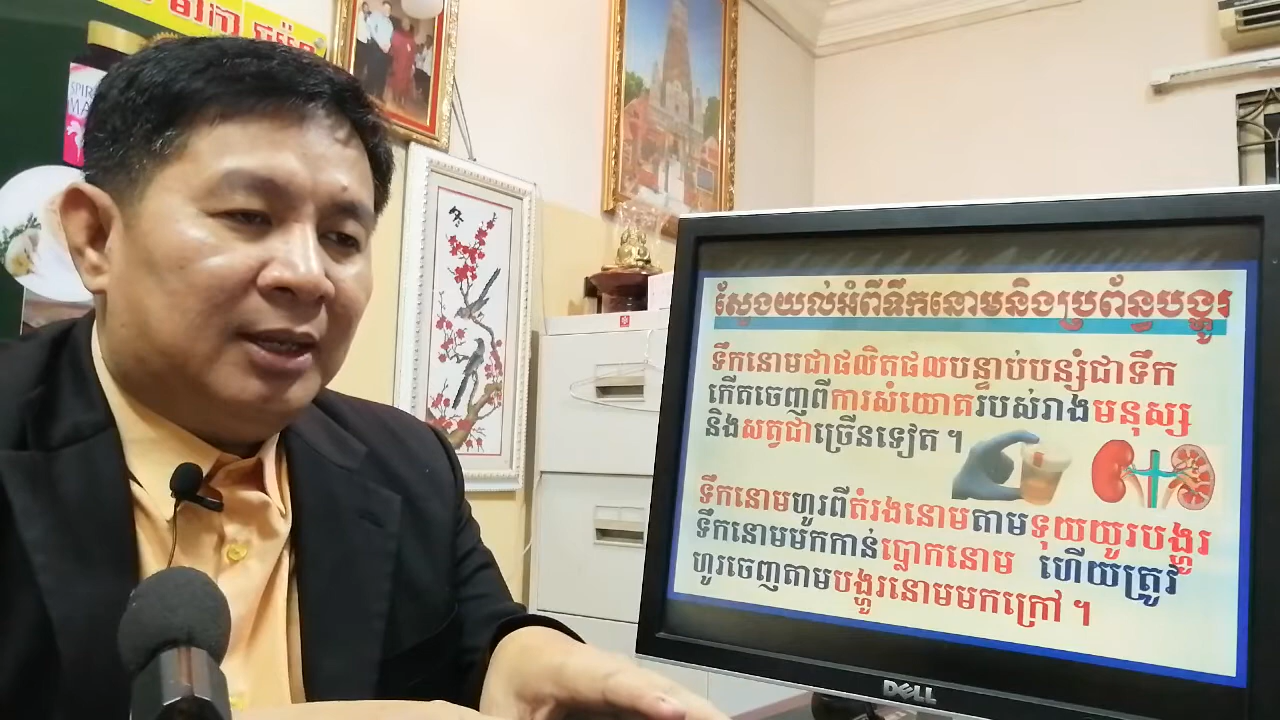 SPIR
MA
ស្វែងយល់អំពីទឹកនោមនិងប្រព័ន្ធបង្ហូរ
ទឹកនោមជាផលិតផលបន្ទាប់បន្សំជាទឹក
កើតចេញពីការសំយោគរបស់រាងមនុស្ស
និងសត្វជាច្រើនទៀត ។
ទឹកនោមហូរពីតំរងនោមតាមទុយយូរបង្ហូរ
ទឹកនោមមកកាន់ប្លោកនោម ហើយត្រូវ
ហូរចេញតាមបង្ហូរនោមមកក្រៅ ។
DELL